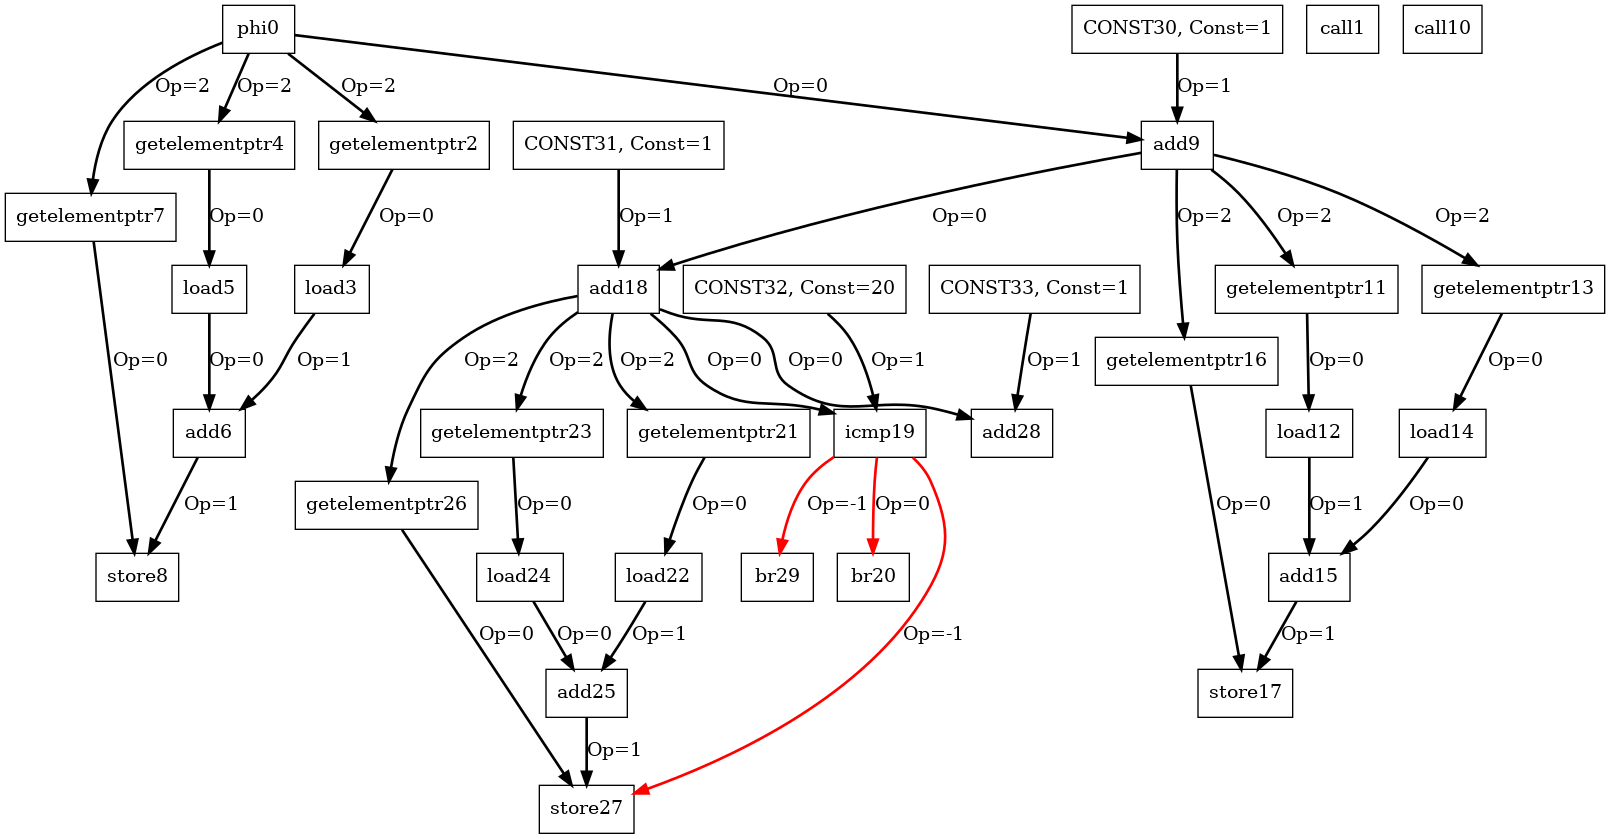 phi0
CONST30, Const=1
call1
call10
Op=2
Op=2
Op=2
Op=0
Op=1
getelementptr4
getelementptr2
CONST31, Const=1
add9
getelementptr7
Op=0
Op=0
Op=1
Op=0
Op=2
Op=2
Op=2
load5
load3
add18
CONST32, Const=20
CONST33, Const=1
getelementptr11
getelementptr13
Op=0
Op=0
Op=1
Op=2
Op=2
Op=2
Op=0
Op=0
Op=1
Op=1
getelementptr16
Op=0
Op=0
add6
getelementptr23
getelementptr21
icmp19
add28
load12
load14
Op=1
getelementptr26
Op=0
Op=0
Op=-1
Op=0
Op=0
Op=1
Op=0
store8
load24
load22
br29
br20
add15
Op=0
Op=0
Op=1
Op=-1
Op=1
add25
store17
Op=1
store27